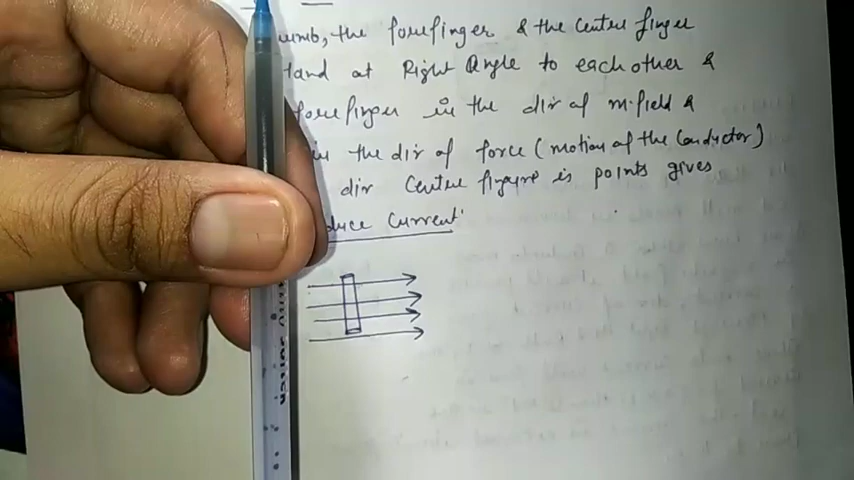 umb, the forefinger & the centre finger
hand at Right angle to each other &
forefinger in the dir of m.field &
in the dir of force (motion of the conductor)
dir Centre figure is points gives
duce Current'